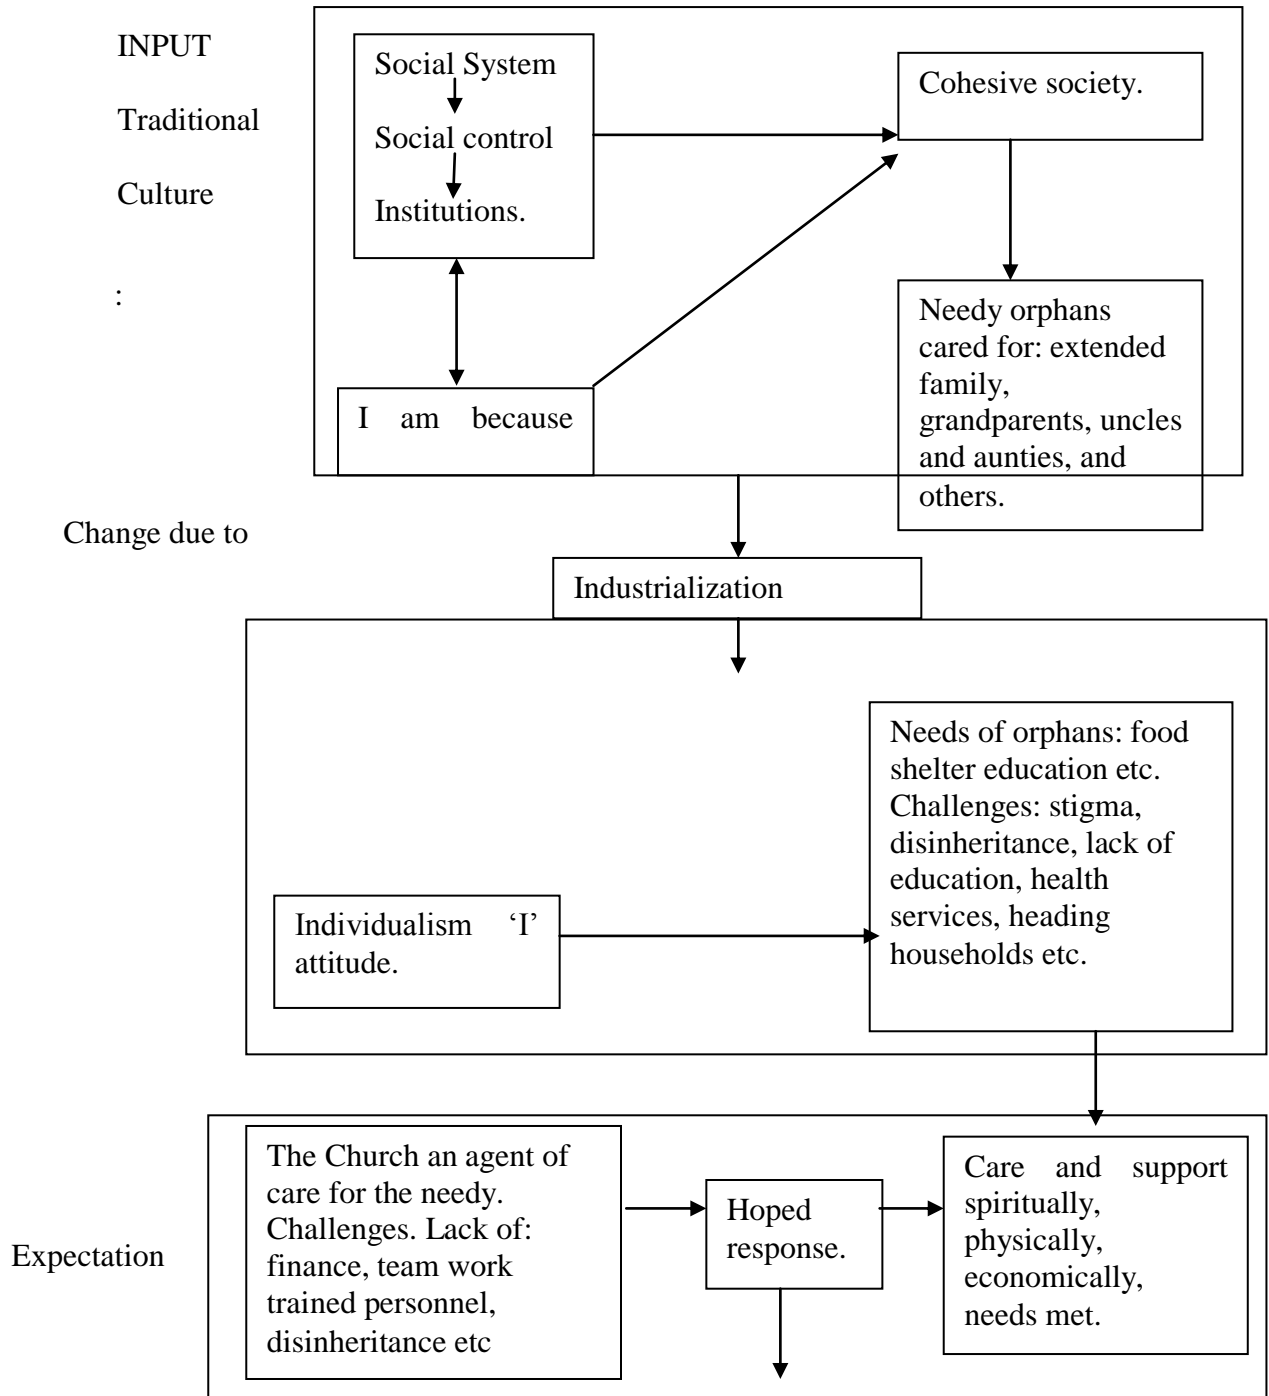 INPUT
Traditional
Culture
:
Social System
Social control
Institutions.
Cohesive society.
I am because
Needy orphans
cared for: extended
family,
grandparents, uncles
and aunties, and
others.
Change due to
Industrialization
Needs of orphans: food
shelter education etc.
Challenges: stigma,
disinheritance, lack of
education, health
services, heading
households etc.
Individualism ‘I’
attitude.
Expectation
The Church an agent of
care for the needy.
Challenges. Lack of:
finance, team work
trained personnel,
disinheritance etc
Hoped
response.
Care and support
spiritually,
physically,
economically,
needs met.